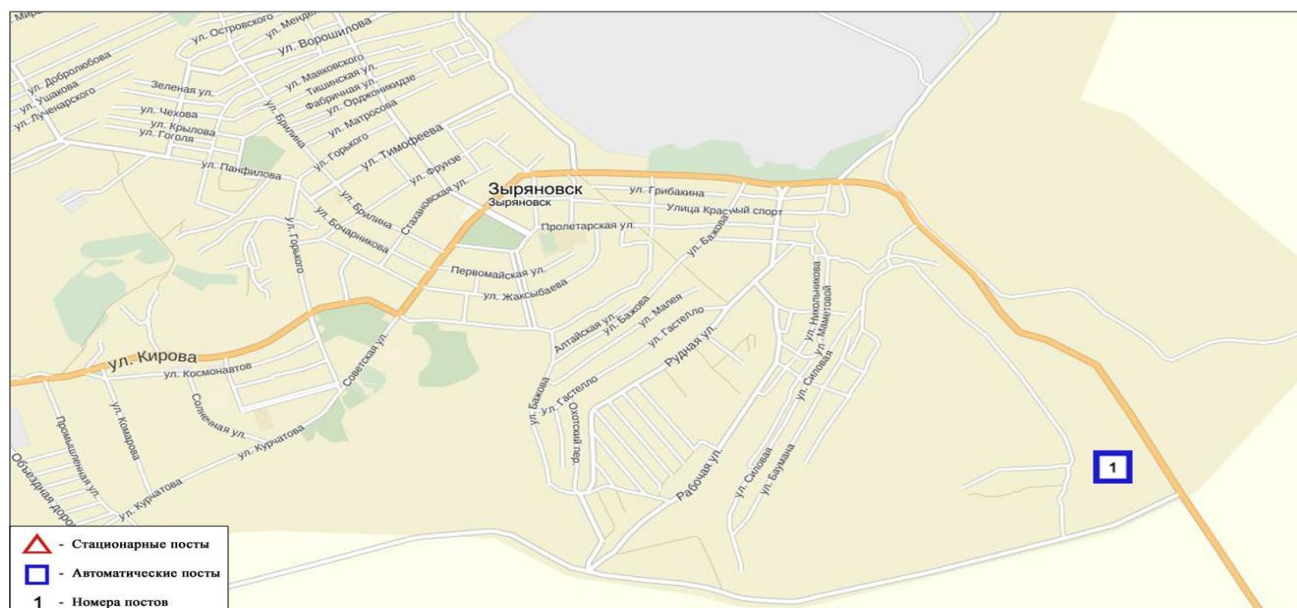 Мира
ул. Островского
ул. Менде
ул. Ворошилова
ул. Добролюбова
ул. Ушакова
ул. Луначарского
Зеленая ул.
ул. Маяковского
Тишинская ул.
Фабричная ул.
ул. Орджоникидзе
ул. Чехова
ул. Крылова
ул. Гоголя
ул. Брилина
ул. Матросова
ул. Горького
ул. Тимофеева
ул. Панфилова
ул. Фрунзе
Стахановская ул.
Зыряновск
Зыряновск
ул. Грибакина
Улица Красный спорт
Пролетарская ул.
ул. Брилина
ул. Бочарникова
ул. Горького
ул. Бажова
Первомайская ул.
ул. Жаксыбаева
ул. Никольникова
ул. Маметовой
Алтайская ул.
ул. Бажова
ул. Малея
ул. Гастелло
Рудная ул.
ул. Кирова
ул. Космонавтов
Советская ул.
ул. Силовая
ул. Гастелло
ул. Бажова
Охотский пер
Солнечная ул.
ул. Комарова
Промышленная ул.
ул. Курчатова
ул. Курчатова
Объездная дорог
Рабочая ул.
ул. Силовая
ул. Баумана
1
- Стационарные посты
- Автоматические посты
1 - Номера постов